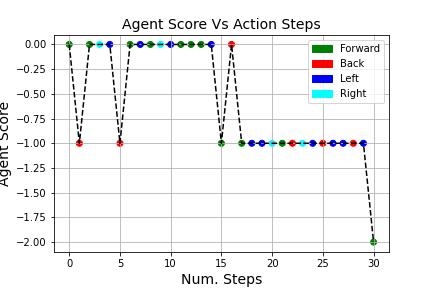 Agent Score Vs Action Steps
0.00
−0.25
−0.50
−0.75
−1.00
−1.25
−1.50
−1.75
−2.00
Agent Score
Forward
Back
Left
Right
0 5 10 15 20 25 30
Num. Steps